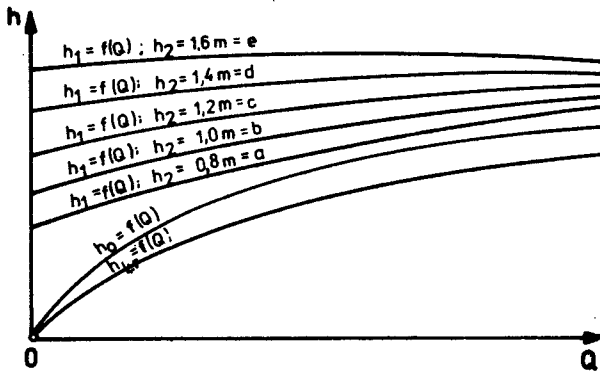 h
h₁ = f(Q) ; h₂ = 1,6 m = e
h₁ = f(Q); h₂ = 1,4 m = d
h₁ = f(Q); h₂ = 1,2 m = c
h₁ = f(Q); h₂ = 1,0 m = b
h₁ = f(Q); h₂ = 0,8 m = a
h₀ = f(Q)
h_kr = f(Q);
0
Q